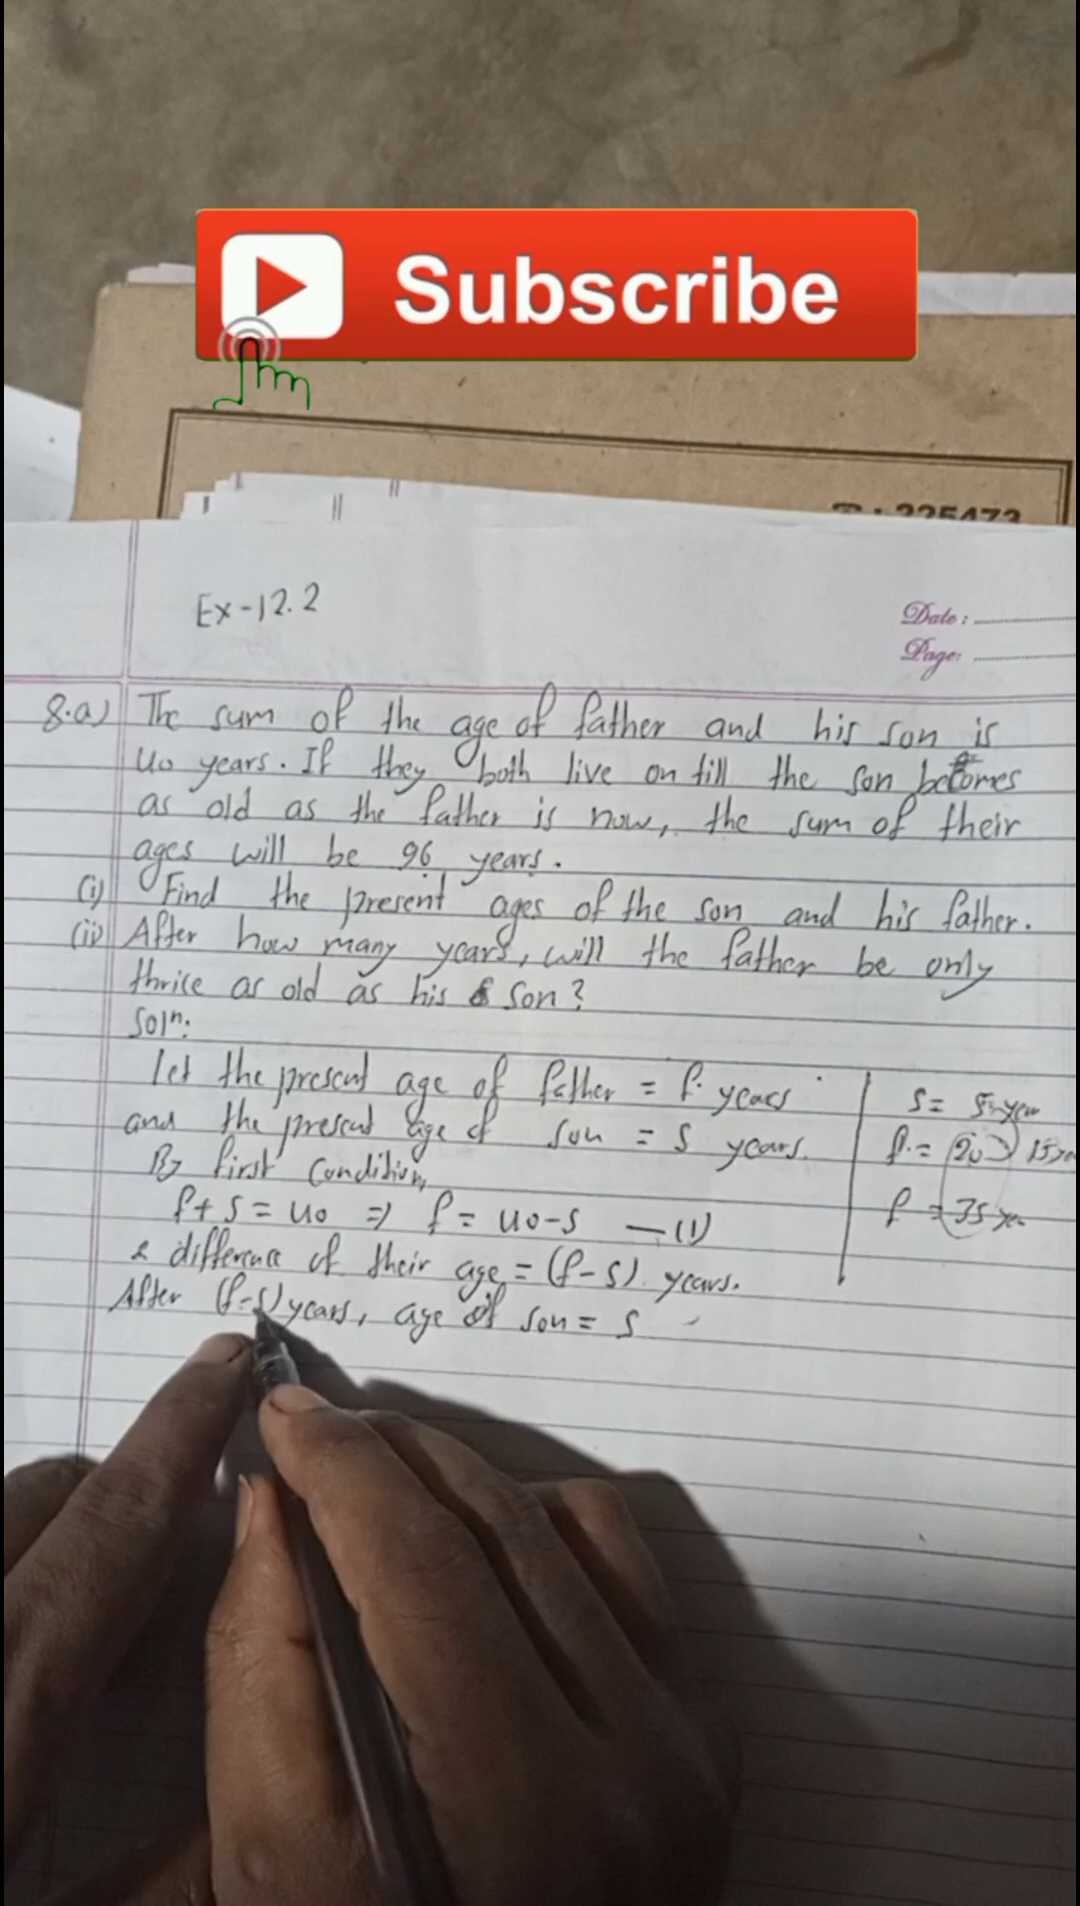 Subscribe
☎ : 225473
Ex-12.2
Date :
Page:
8.a) The sum of the age of father and his son is
40 years. If they both live on till the son becomes
as old as the father is now, the sum of their
ages will be 96 years.
(i) Find the present ages of the son and his father.
(ii) After how many years, will the father be only
thrice as old as his son?
Solⁿ:
Let the present age of father = f years
and the present age of son = s years.
By first condition,
f + s = 40 ⇒ f = 40 - s — (1)
& difference of their age = (f - s) years.
After (f-s) years, age of son = s
s = 5 year
f = 20 15
f = 35